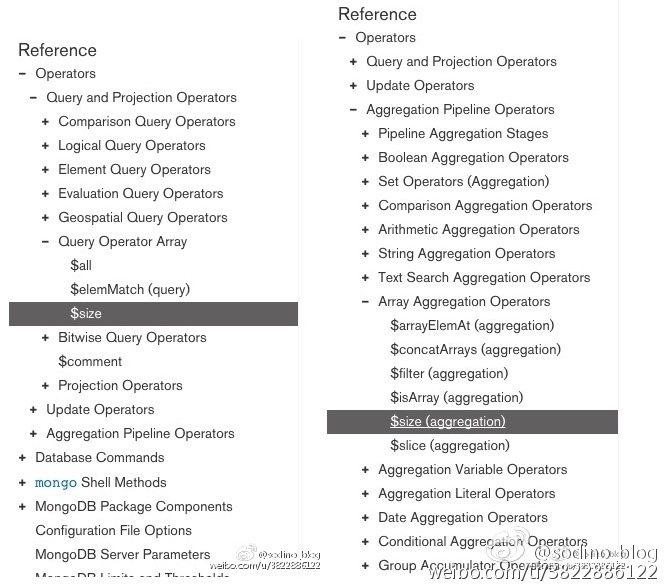 Reference
− Operators
− Query and Projection Operators
+ Comparison Query Operators
+ Logical Query Operators
+ Element Query Operators
+ Evaluation Query Operators
+ Geospatial Query Operators
− Query Operator Array
$all
$elemMatch (query)
$size
+ Bitwise Query Operators
$comment
+ Projection Operators
+ Update Operators
+ Aggregation Pipeline Operators
+ Database Commands
+ mongo Shell Methods
+ MongoDB Package Components
Configuration File Options
MongoDB Server Parameters
MongoDB Limits and Thresholds
@sodino_blog
weibo.com/u/3822886122
Reference
− Operators
+ Query and Projection Operators
+ Update Operators
− Aggregation Pipeline Operators
+ Pipeline Aggregation Stages
+ Boolean Aggregation Operators
+ Set Operators (Aggregation)
+ Comparison Aggregation Operators
+ Arithmetic Aggregation Operators
+ String Aggregation Operators
+ Text Search Aggregation Operators
− Array Aggregation Operators
$arrayElemAt (aggregation)
$concatArrays (aggregation)
$filter (aggregation)
$isArray (aggregation)
$size (aggregation)
$slice (aggregation)
+ Aggregation Variable Operators
+ Aggregation Literal Operators
+ Date Aggregation Operators
+ Conditional Aggregation Operators
+ Group Accumulator Operators
@sodino_blog
weibo.com/u/3822886122